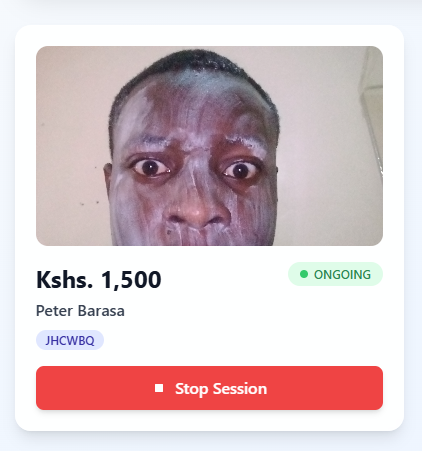 Kshs. 1,500
ONGOING
Peter Barasa
JHCWBQ
Stop Session